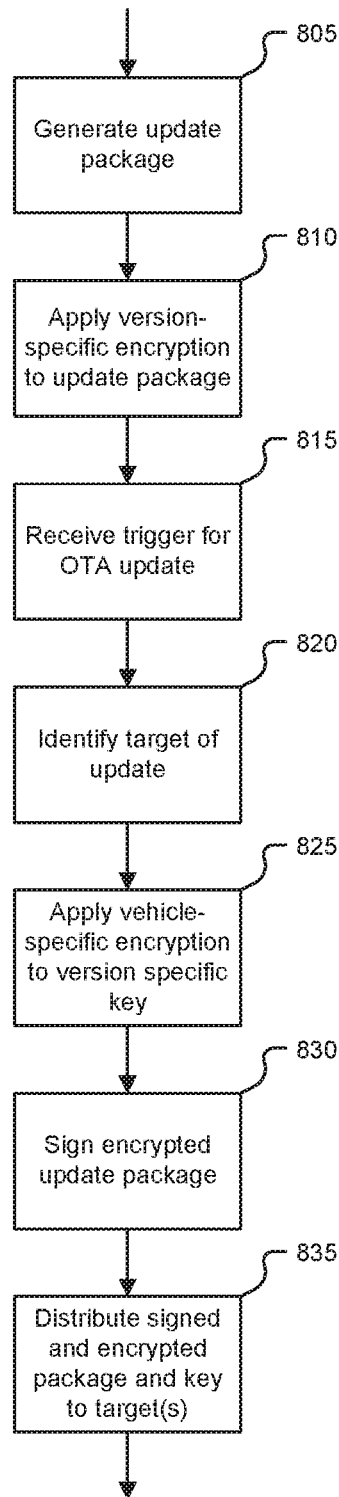 805
Generate update
package
810
Apply version-
specific encryption
to update package
815
Receive trigger for
OTA update
820
Identify target of
update
825
Apply vehicle-
specific encryption
to version specific
key
830
Sign encrypted
update package
835
Distribute signed
and encrypted
package and key
to target(s)